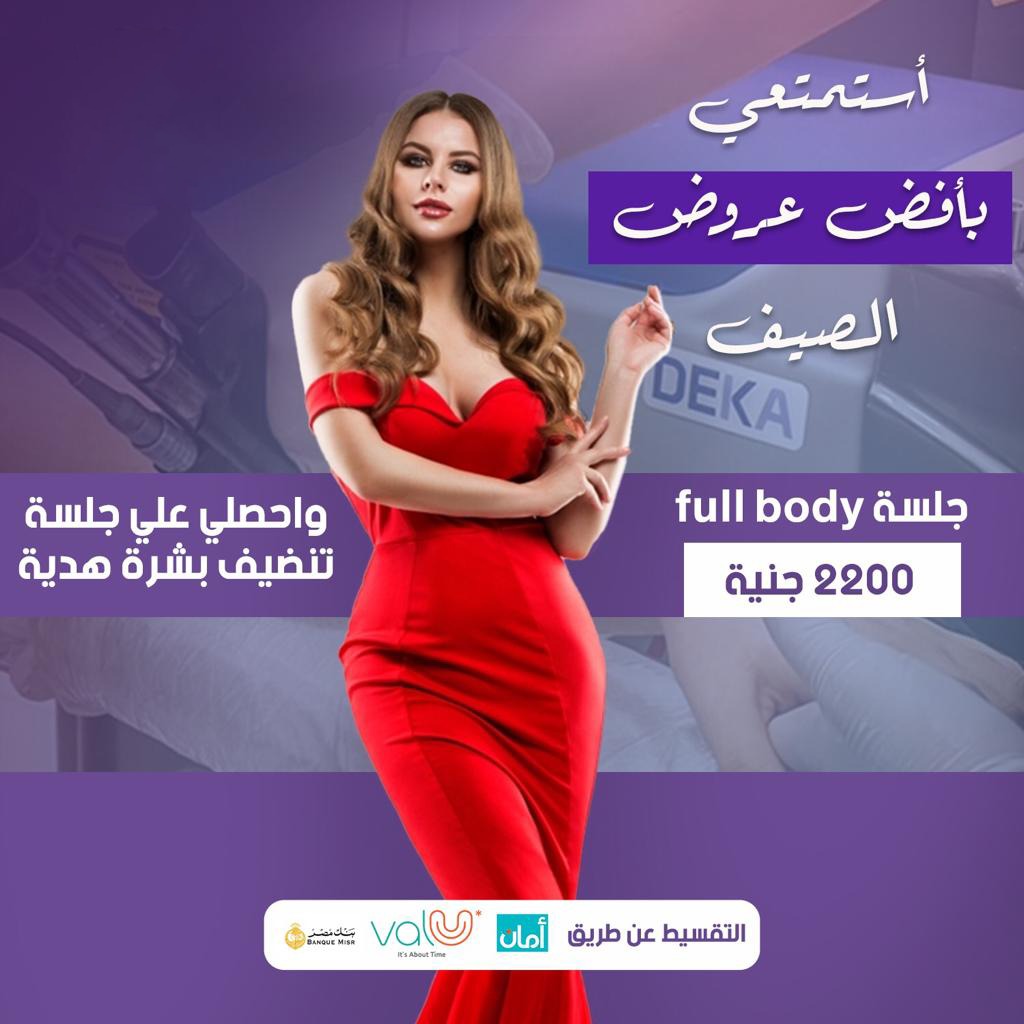 أستمتعي
بأفض عروض
الصيف
DEKA
جلسة full body
2200 جنية
واحصلي علي جلسة
تنضيف بشرة هدية
التقسيط عن طريق
أمان
valU*
It's About Time
بنك مصر
BANQUE MISR